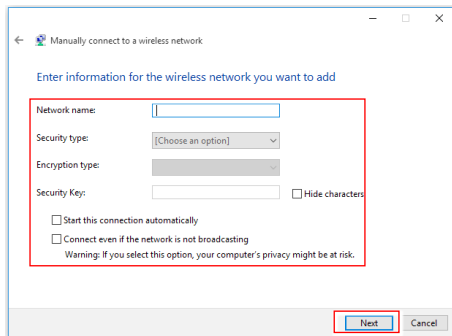 Manually connect to a wireless network
Enter information for the wireless network you want to add
Network name:
Security type: [Choose an option]
Encryption type:
Security Key: Hide characters
Start this connection automatically
Connect even if the network is not broadcasting
Warning: If you select this option, your computer's privacy might be at risk.
Next Cancel